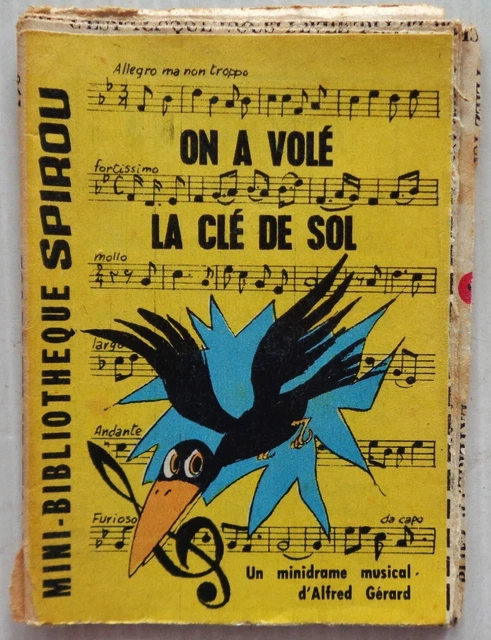 Allegro ma non troppo
ON A VOLÉ
fortissimo
LA CLÉ DE SOL
mollo
largo
Andante
Furioso
da capo
Un minidrame musical
d'Alfred Gérard
MINI-BIBLIOTHEQUE SPIROU